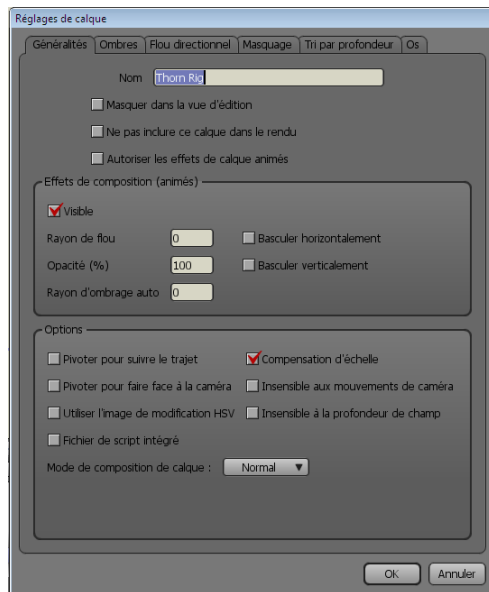 Réglages de calque
Généralités Ombres Flou directionnel Masquage Tri par profondeur Os
Nom Thorn Rig
Masquer dans la vue d'édition
Ne pas inclure ce calque dans le rendu
Autoriser les effets de calque animés
Effets de composition (animés)
Visible
Rayon de flou 0 Basculer horizontalement
Opacité (%) 100 Basculer verticalement
Rayon d'ombrage auto 0
Options
Pivoter pour suivre le trajet Compensation d'échelle
Pivoter pour faire face à la caméra Insensible aux mouvements de caméra
Utiliser l'image de modification HSV Insensible à la profondeur de champ
Fichier de script intégré
Mode de composition de calque : Normal
OK Annuler